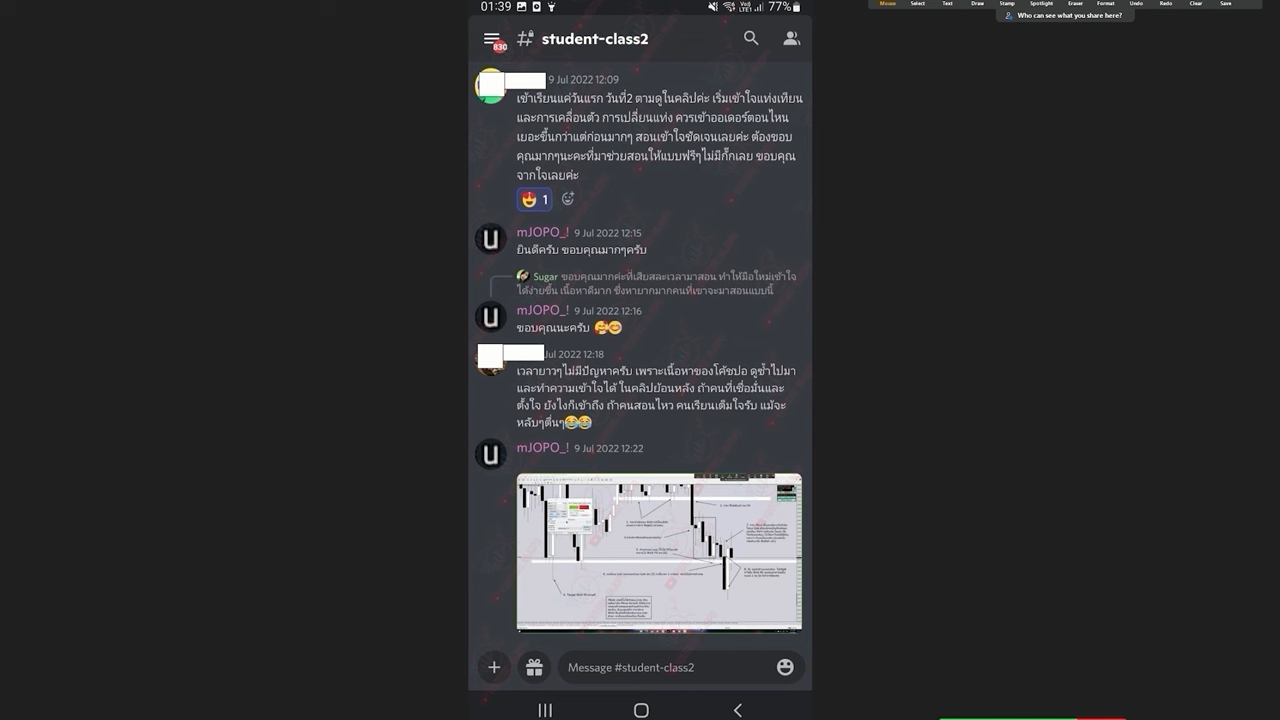 Mouse Select Text Draw Stamp Spotlight Eraser Format Undo Redo Clear Save
Who can see what you share here?
01:39 77%
830 student-class2
9 Jul 2022 12:09
เข้าเรียนแค่วันแรก วันที่2 ตามดูในคลิปค่ะ เริ่มเข้าใจแท่งเทียน
และการเคลื่อนตัว การเปลี่ยนแท่ง ควรเข้าออเดอร์ตอนไหน
เยอะขึ้นกว่าแต่ก่อนมากๆ สอนเข้าใจชัดเจนเลยค่ะ ต้องขอบ
คุณมากๆนะคะที่มาช่วยสอนให้แบบฟรีๆไม่มีกั๊กเลย ขอบคุณ
จากใจเลยค่ะ
1
mJOPO_! 9 Jul 2022 12:15
ยินดีครับ ขอบคุณมากๆครับ
Sugar ขอบคุณมากค่ะที่เสียสละเวลามาสอน ทำให้มือใหม่เข้าใจ
ได้ง่ายขึ้น เนื้อหาดีมาก ซึ่งหายากมากคนที่เขาจะมาสอนแบบนี้
mJOPO_! 9 Jul 2022 12:16
ขอบคุณนะครับ 🥰😊
Jul 2022 12:18
เวลายาวๆไม่มีปัญหาครับ เพราะเนื้อหาของโค้ชปอ ดูซ้ำไปมา
และทำความเข้าใจได้ ในคลิปย้อนหลัง ถ้าคนที่เชื่อมั่นและ
ตั้งใจ ยังไงก็เข้าถึง ถ้าคนสอนไหว คนเรียนเต็มใจรับ แม้จะ
หลับๆตื่นๆ😂😂
mJOPO_! 9 Jul 2022 12:22
Message #student-class2